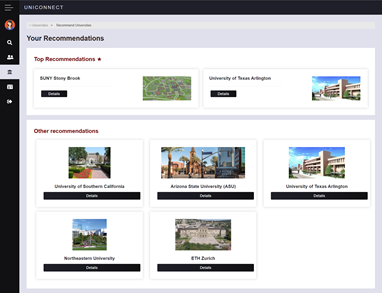 UNICONNECT
Universities > Recommend Universities
Your Recommendations
Top Recommendations ★
SUNY Stony Brook
Details
University of Texas Arlington
Details
Other recommendations
University of Southern California
Details
Arizona State University (ASU)
Details
University of Texas Arlington
Details
Northeastern University
Details
ETH Zurich
Details